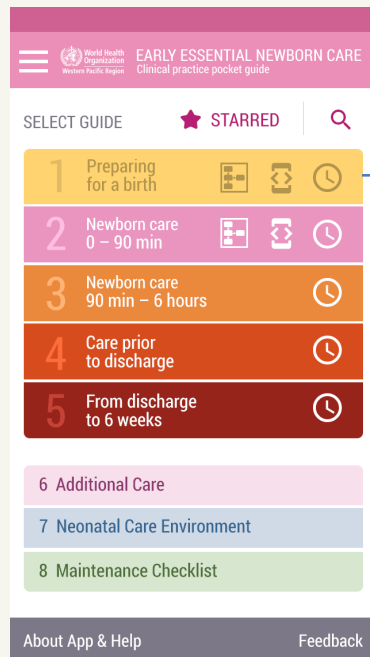 World Health
Organization
Western Pacific Region
EARLY ESSENTIAL NEWBORN CARE
Clinical practice pocket guide
SELECT GUIDE
STARRED
1 Preparing
for a birth
2 Newborn care
0 – 90 min
3 Newborn care
90 min – 6 hours
4 Care prior
to discharge
5 From discharge
to 6 weeks
6 Additional Care
7 Neonatal Care Environment
8 Maintenance Checklist
About App & Help
Feedback